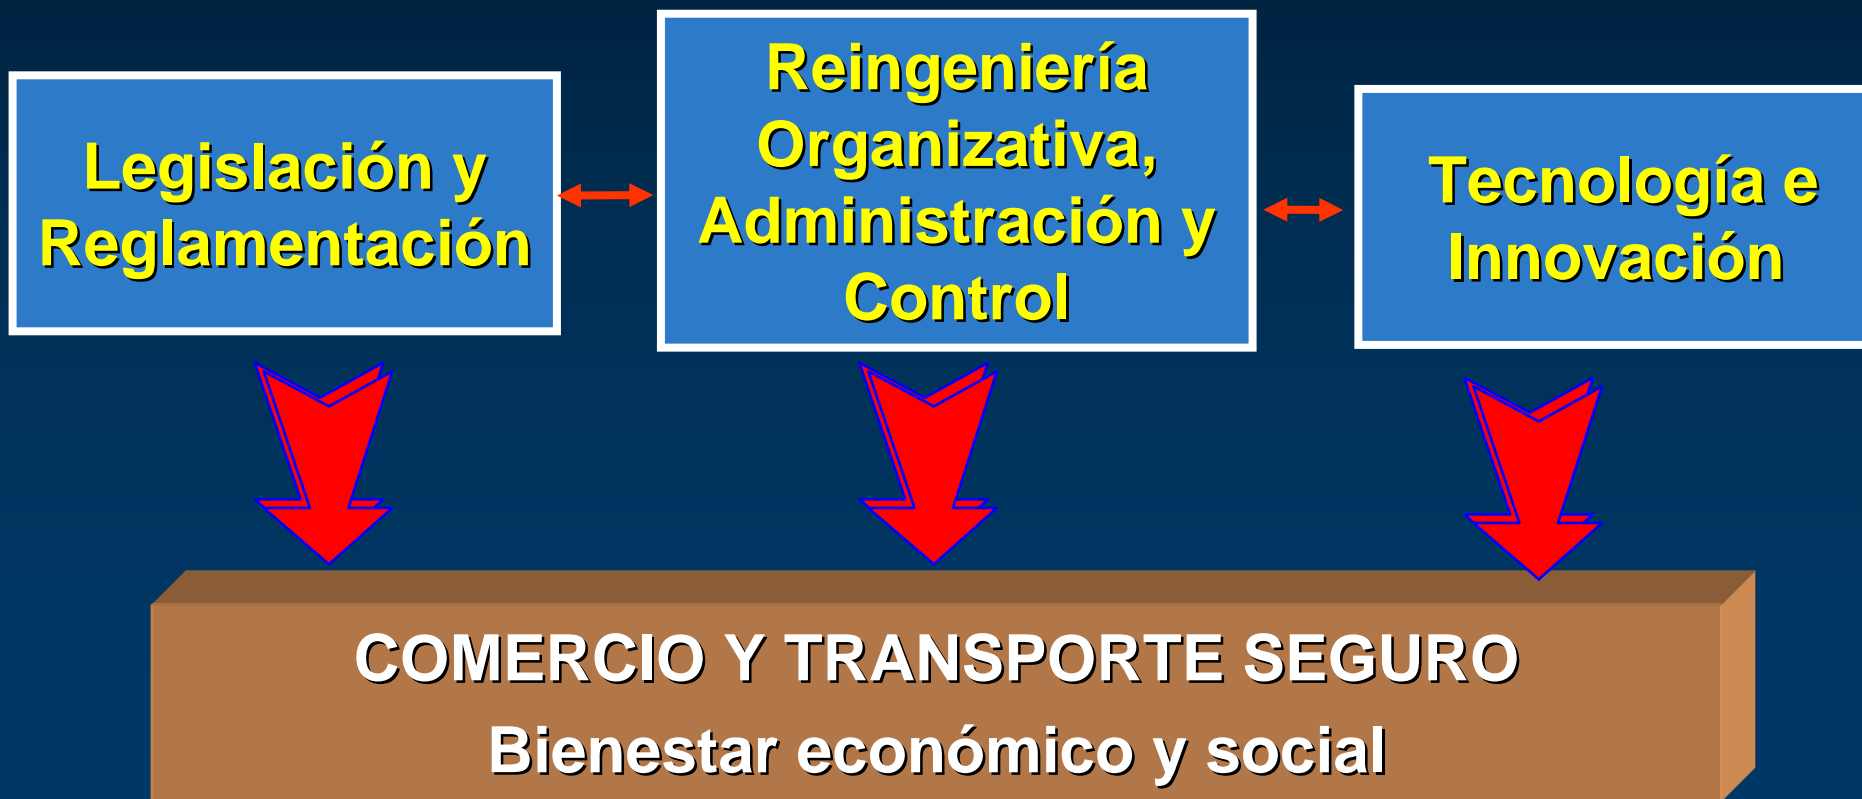 Legislación y
Reglamentación
Reingeniería
Organizativa,
Administración y
Control
Tecnología e
Innovación
COMERCIO Y TRANSPORTE SEGURO
Bienestar económico y social